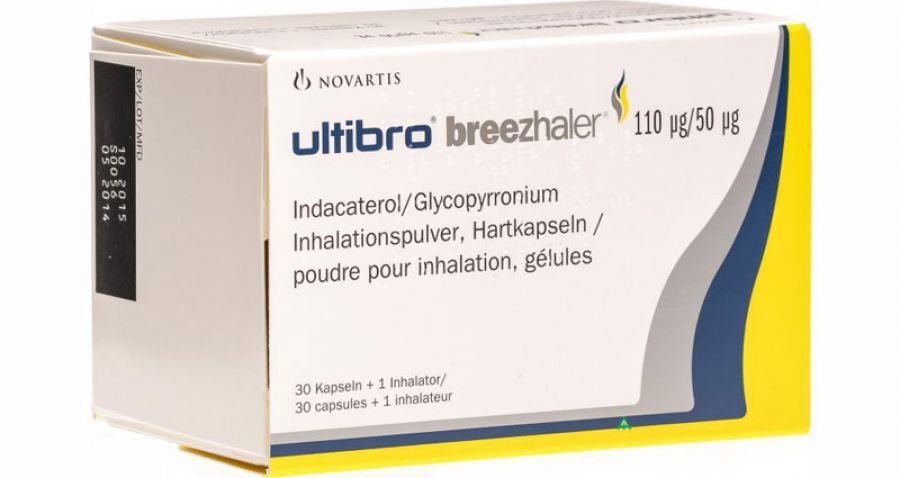 NOVARTIS
ultibro® breezhaler® 110 µg/50 µg
Indacaterol/Glycopyrronium
Inhalationspulver, Hartkapseln /
poudre pour inhalation, gélules
30 Kapseln + 1 Inhalator/
30 capsules + 1 inhalateur
EXP/LOT/MFD
10 2015
S0056
05 2014